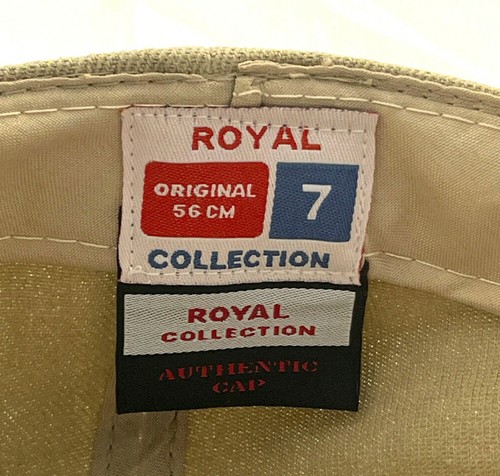 ROYAL
ORIGINAL
56 CM
7
COLLECTION
ROYAL
COLLECTION
AUTHENTIC
CAP